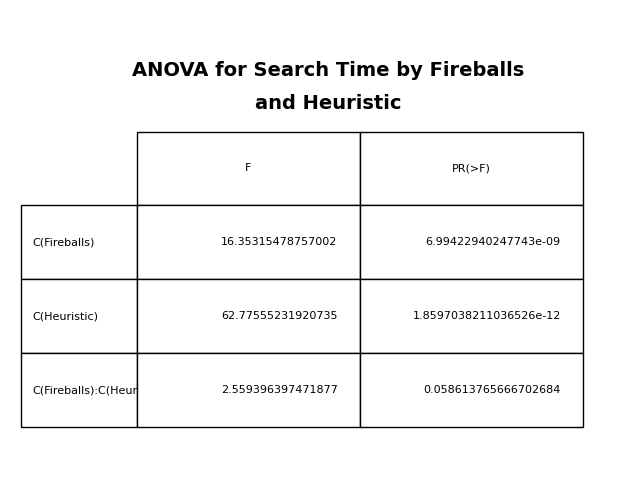 ANOVA for Search Time by Fireballs
and Heuristic
F PR(>F)
C(Fireballs) 16.35315478757002 6.99422940247743e-09
C(Heuristic) 62.77555231920735 1.8597038211036526e-12
C(Fireballs):C(Heur 2.559396397471877 0.058613765666702684